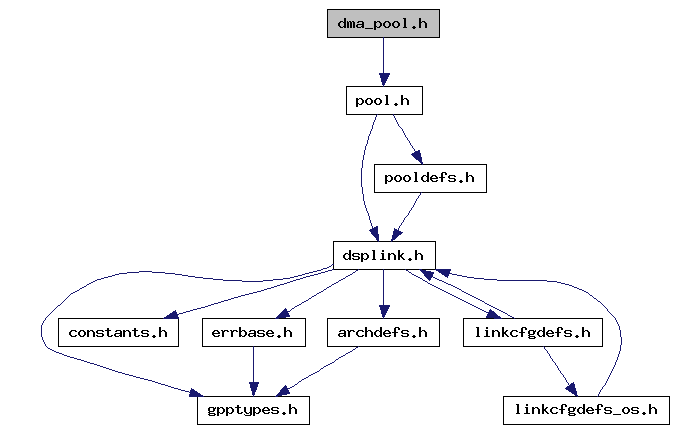 dma_pool.h
pool.h
pooldefs.h
dsplink.h
constants.h
errbase.h
archdefs.h
linkcfgdefs.h
gpptypes.h
linkcfgdefs_os.h